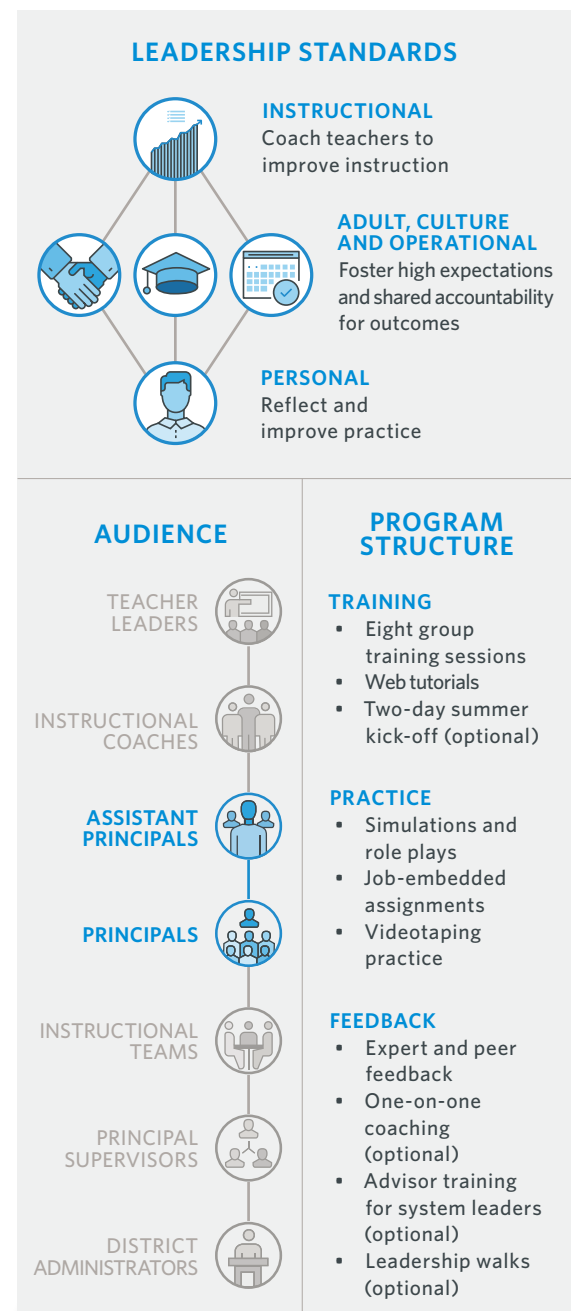 LEADERSHIP STANDARDS
INSTRUCTIONAL
Coach teachers to
improve instruction
ADULT, CULTURE
AND OPERATIONAL
Foster high expectations
and shared accountability
for outcomes
PERSONAL
Reflect and
improve practice
AUDIENCE
TEACHER
LEADERS
INSTRUCTIONAL
COACHES
ASSISTANT
PRINCIPALS
PRINCIPALS
INSTRUCTIONAL
TEAMS
PRINCIPAL
SUPERVISORS
DISTRICT
ADMINISTRATORS
PROGRAM
STRUCTURE
TRAINING
▪ Eight group
training sessions
▪ Web tutorials
▪ Two-day summer
kick-off (optional)
PRACTICE
▪ Simulations and
role plays
▪ Job-embedded
assignments
▪ Videotaping
practice
FEEDBACK
▪ Expert and peer
feedback
▪ One-on-one
coaching
(optional)
▪ Advisor training
for system leaders
(optional)
▪ Leadership walks
(optional)